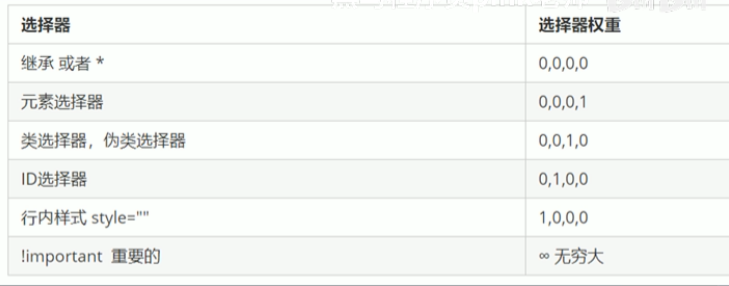 选择器 选择器权重
继承 或者 * 0,0,0,0
元素选择器 0,0,0,1
类选择器，伪类选择器 0,0,1,0
ID选择器 0,1,0,0
行内样式 style="" 1,0,0,0
!important 重要的 ∞ 无穷大